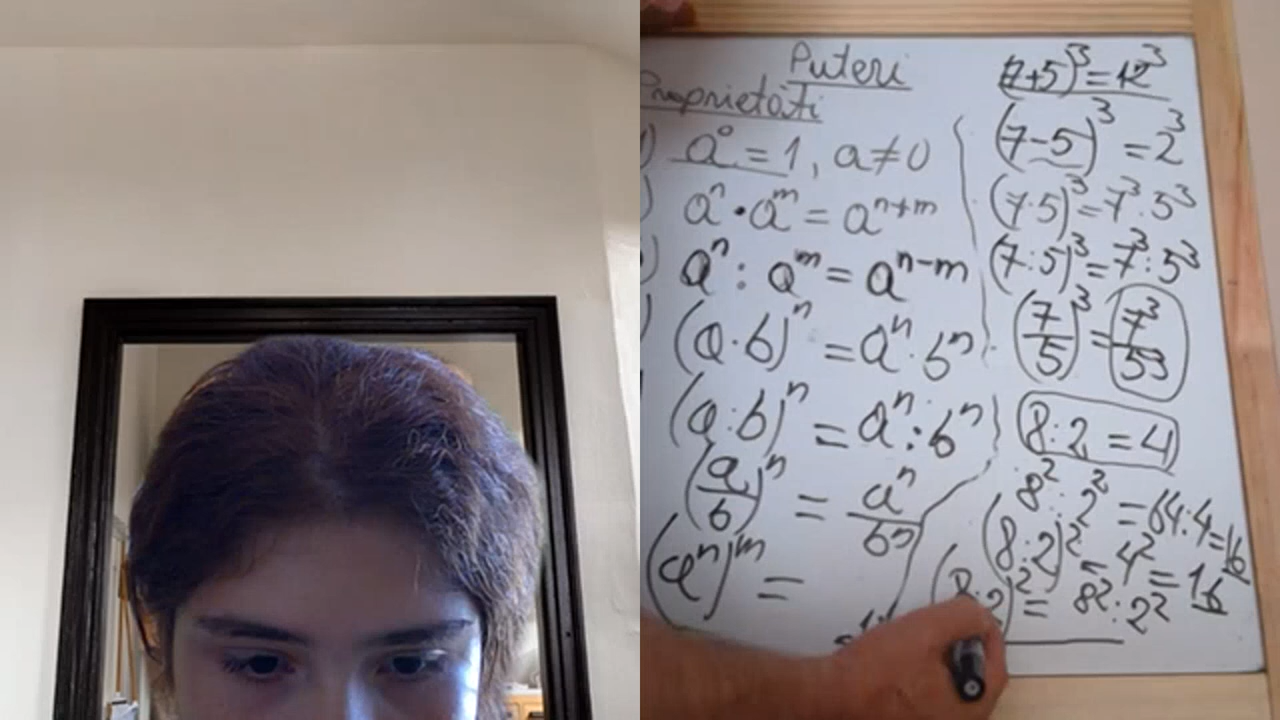 Puteri
Proprietăți
) a⁰ = 1, a ≠ 0
) aⁿ · aᵐ = aⁿ⁺ᵐ
) aⁿ : aᵐ = aⁿ⁻ᵐ
) (a·b)ⁿ = aⁿ · bⁿ
(a:b)ⁿ = aⁿ : bⁿ
(a/b)ⁿ = aⁿ/bⁿ
(aⁿ)ᵐ =
(7+5)³ = 12³
(7-5)³ = 2³
(7·5)³ = 7³ · 5³
(7:5)³ = 7³ : 5³
(7/5)³ = 7³/5³
8:2 = 4
8² : 2² = 64:4 = 16
(8:2)² = 4² = 16
)² = 8² : 2²